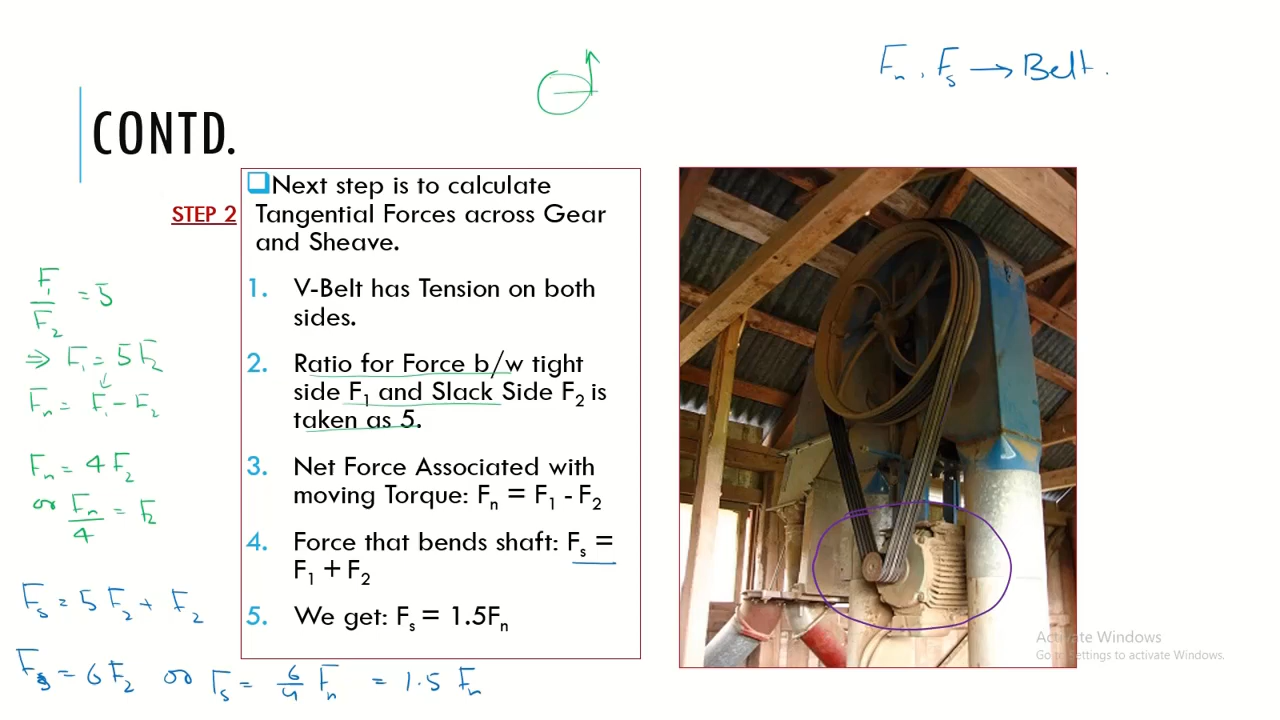 Fn, Fs → Belt.
CONTD.
STEP 2
❑Next step is to calculate
Tangential Forces across Gear
and Sheave.
1. V-Belt has Tension on both
sides.
2. Ratio for Force b/w tight
side F₁ and Slack Side F₂ is
taken as 5.
3. Net Force Associated with
moving Torque: Fₙ = F₁ - F₂
4. Force that bends shaft: Fₛ =
F₁ + F₂
5. We get: Fₛ = 1.5Fₙ
F₁/F₂ = 5
⇒ F₁ = 5F₂
Fₙ = F₁ - F₂
Fₙ = 4F₂
or Fₙ/4 = F₂
Fₛ = 5F₂ + F₂
Fₛ = 6F₂ or Fₛ = 6/4 Fₙ = 1.5 Fₙ
Activate Windows
Go to Settings to activate Windows.